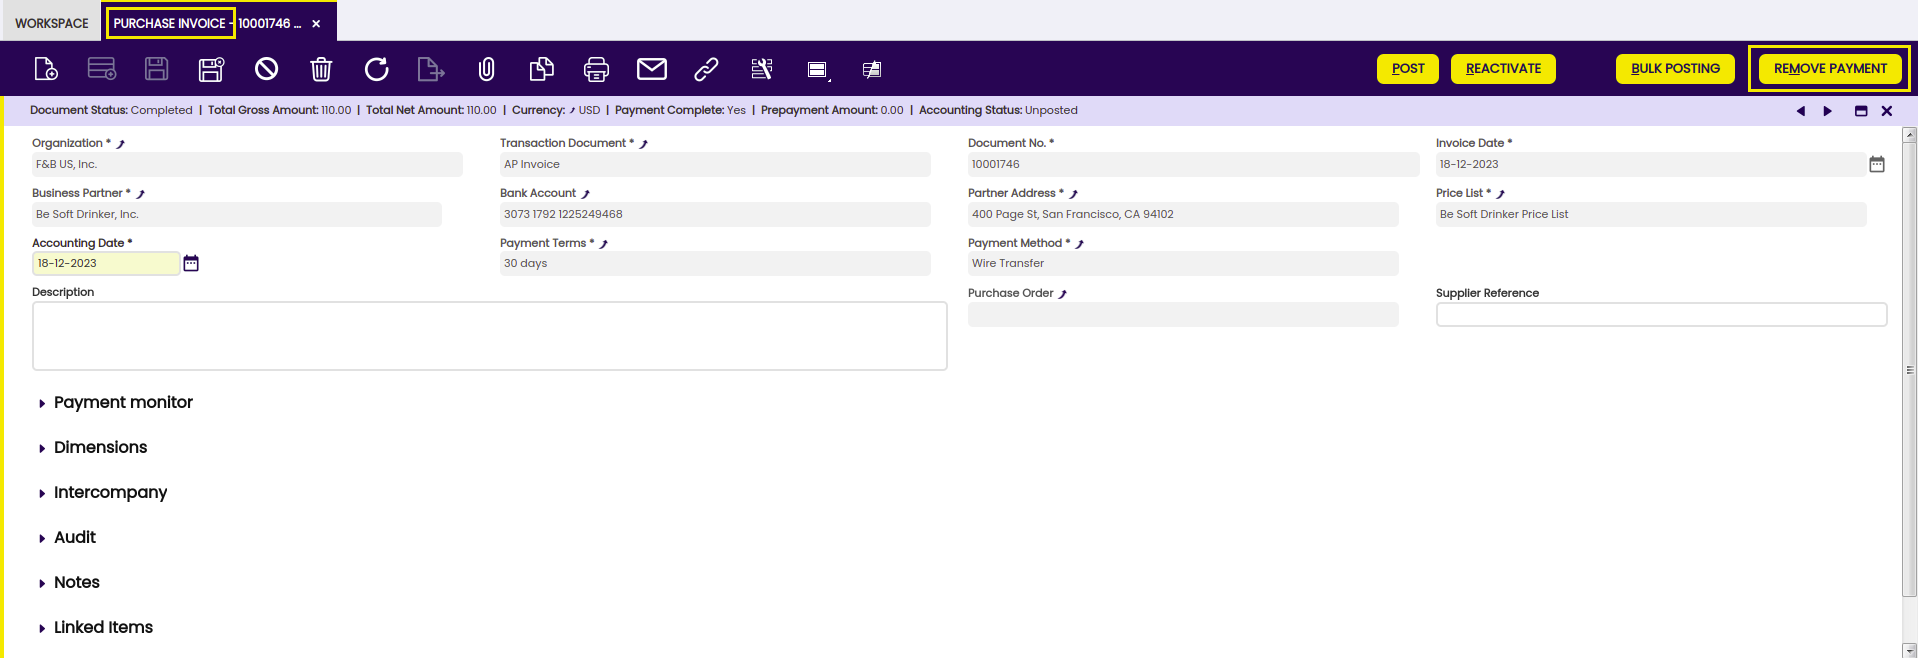 WORKSPACE PURCHASE INVOICE - 10001746 ...
POST REACTIVATE BULK POSTING REMOVE PAYMENT
Document Status: Completed | Total Gross Amount: 110.00 | Total Net Amount: 110.00 | Currency: USD | Payment Complete: Yes | Prepayment Amount: 0.00 | Accounting Status: Unposted
Organization * Transaction Document * Document No. * Invoice Date *
F&B US, Inc. AP Invoice 10001746 18-12-2023
Business Partner * Bank Account Partner Address * Price List *
Be Soft Drinker, Inc. 3073 1792 1225249468 400 Page St, San Francisco, CA 94102 Be Soft Drinker Price List
Accounting Date * Payment Terms * Payment Method *
18-12-2023 30 days Wire Transfer
Description Purchase Order Supplier Reference
Payment monitor
Dimensions
Intercompany
Audit
Notes
Linked Items